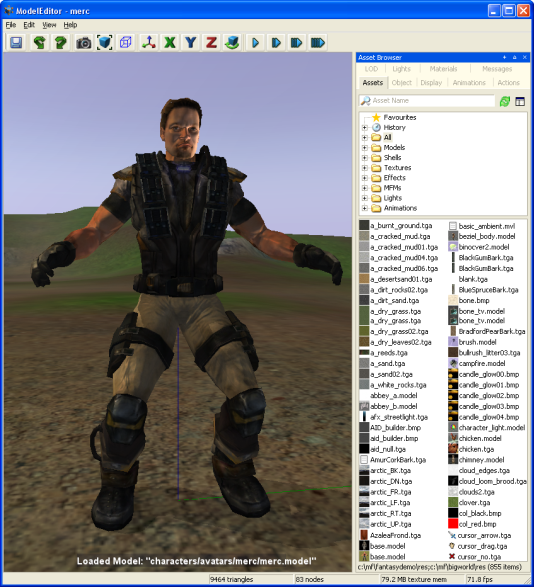 ModelEditor - merc
File Edit View Help
X Y Z
Asset Browser
LOD Lights Materials Messages
Assets Object Display Animations Actions
Asset Name
Favourites
History
All
Models
Shells
Textures
Effects
MFMs
Lights
Animations
a_burnt_ground.tga
a_cracked_mud.tga
a_cracked_mud01.tga
a_cracked_mud04.tga
a_cracked_mud06.tga
a_desertsand01.tga
a_dirt_rocks02.tga
a_dirt_sand.tga
a_dry_grass.tga
a_dry_grass.tga
a_dry_grass02.tga
a_dry_leaves02.tga
a_reeds.tga
a_sand.tga
a_sand02.tga
a_white_rocks.tga
abbey_a.model
abbey_b.model
afx_streetlight.tga
AID_builder.bmp
aid_builder.bmp
aid_null.tga
AmurCorkBark.tga
arctic_BK.tga
arctic_DN.tga
arctic_FR.tga
arctic_LF.tga
arctic_RT.tga
arctic_UP.tga
AzaleaFrond.tga
base.model
base.model
basic_ambient.mvl
beziel_body.model
binocver2.model
BlackGumBark.tga
BlackGumBark.tga
blank.tga
BlueSpruceBark.tga
bone.bmp
bone_tv.model
bone_tv.model
BradfordPearBark.tga
brush.model
bullrush_litter03.tga
campfire.model
candle_glow00.bmp
candle_glow01.bmp
candle_glow02.bmp
candle_glow03.bmp
candle_glow04.bmp
character_light.model
chicken.model
chicken.tga
chimney.model
cloud_edges.tga
cloud_loom_brood.tga
clouds2.tga
clover.tga
col_black.bmp
col_red.bmp
cursor_arrow.tga
cursor_drag.tga
cursor_no.tga
c:\mf\fantasydemo\res;c:\mf\bigworld\res (855 items)
Loaded Model: "characters/avatars/merc/merc.model"
9464 triangles
83 nodes
79.2 MB texture mem
71.8 fps